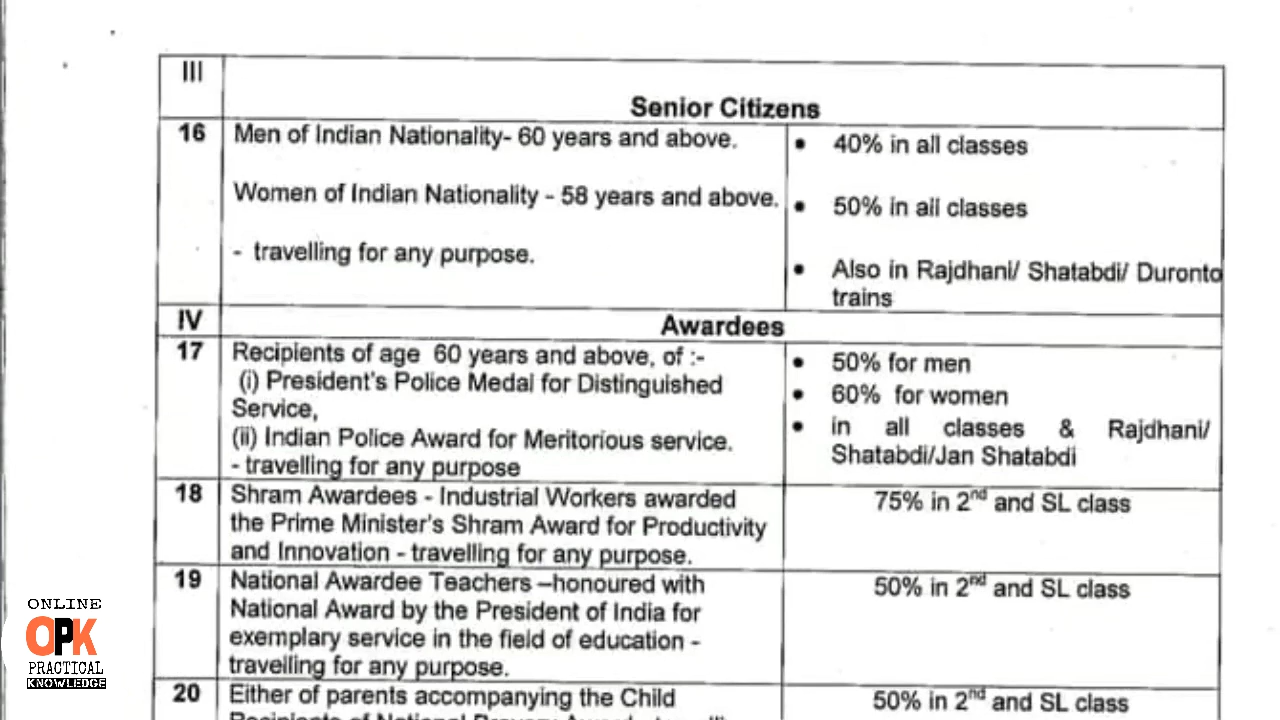 III
Senior Citizens
16 Men of Indian Nationality- 60 years and above.
• 40% in all classes
Women of Indian Nationality - 58 years and above.
• 50% in all classes
- travelling for any purpose.
• Also in Rajdhani/ Shatabdi/ Duronto
trains
IV Awardees
17 Recipients of age 60 years and above, of :-
(i) President's Police Medal for Distinguished
Service,
(ii) Indian Police Award for Meritorious service.
- travelling for any purpose
• 50% for men
• 60% for women
• in all classes & Rajdhani/
Shatabdi/Jan Shatabdi
18 Shram Awardees - Industrial Workers awarded
the Prime Minister's Shram Award for Productivity
and Innovation - travelling for any purpose.
75% in 2nd and SL class
19 National Awardee Teachers –honoured with
National Award by the President of India for
exemplary service in the field of education -
travelling for any purpose.
50% in 2nd and SL class
20 Either of parents accompanying the Child
50% in 2nd and SL class
ONLINE
OPK
PRACTICAL
KNOWLEDGE